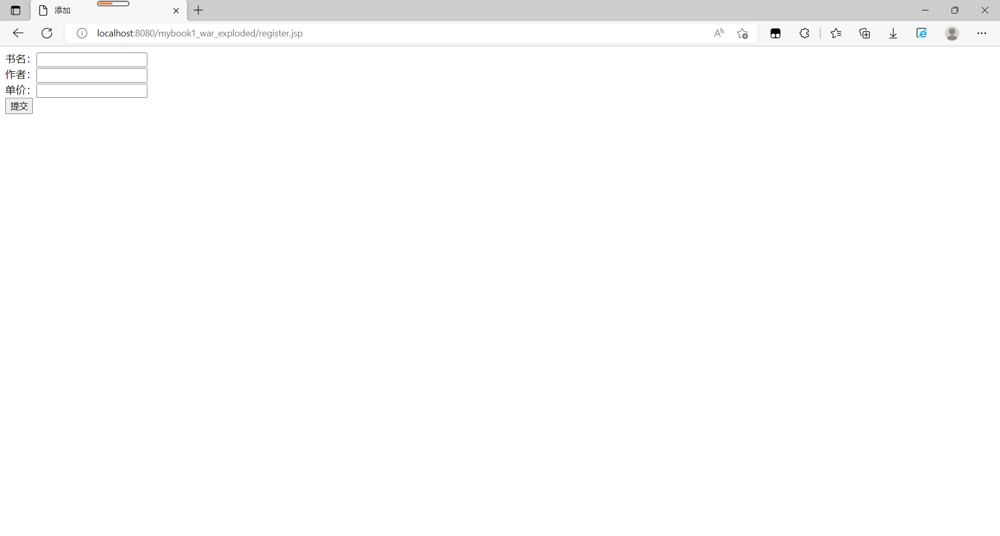 添加
localhost:8080/mybook1_war_exploded/register.jsp
书名：
作者：
单价：
提交